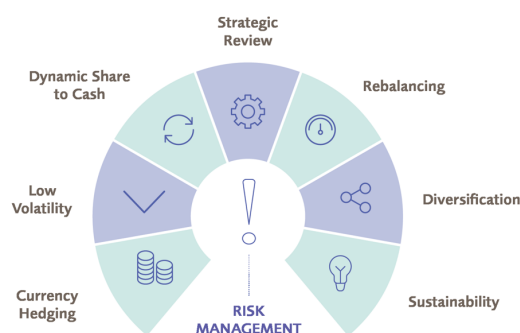 Strategic
Review
Dynamic Share
to Cash
Rebalancing
Low
Volatility
Diversification
Currency
Hedging
Sustainability
RISK
MANAGEMENT